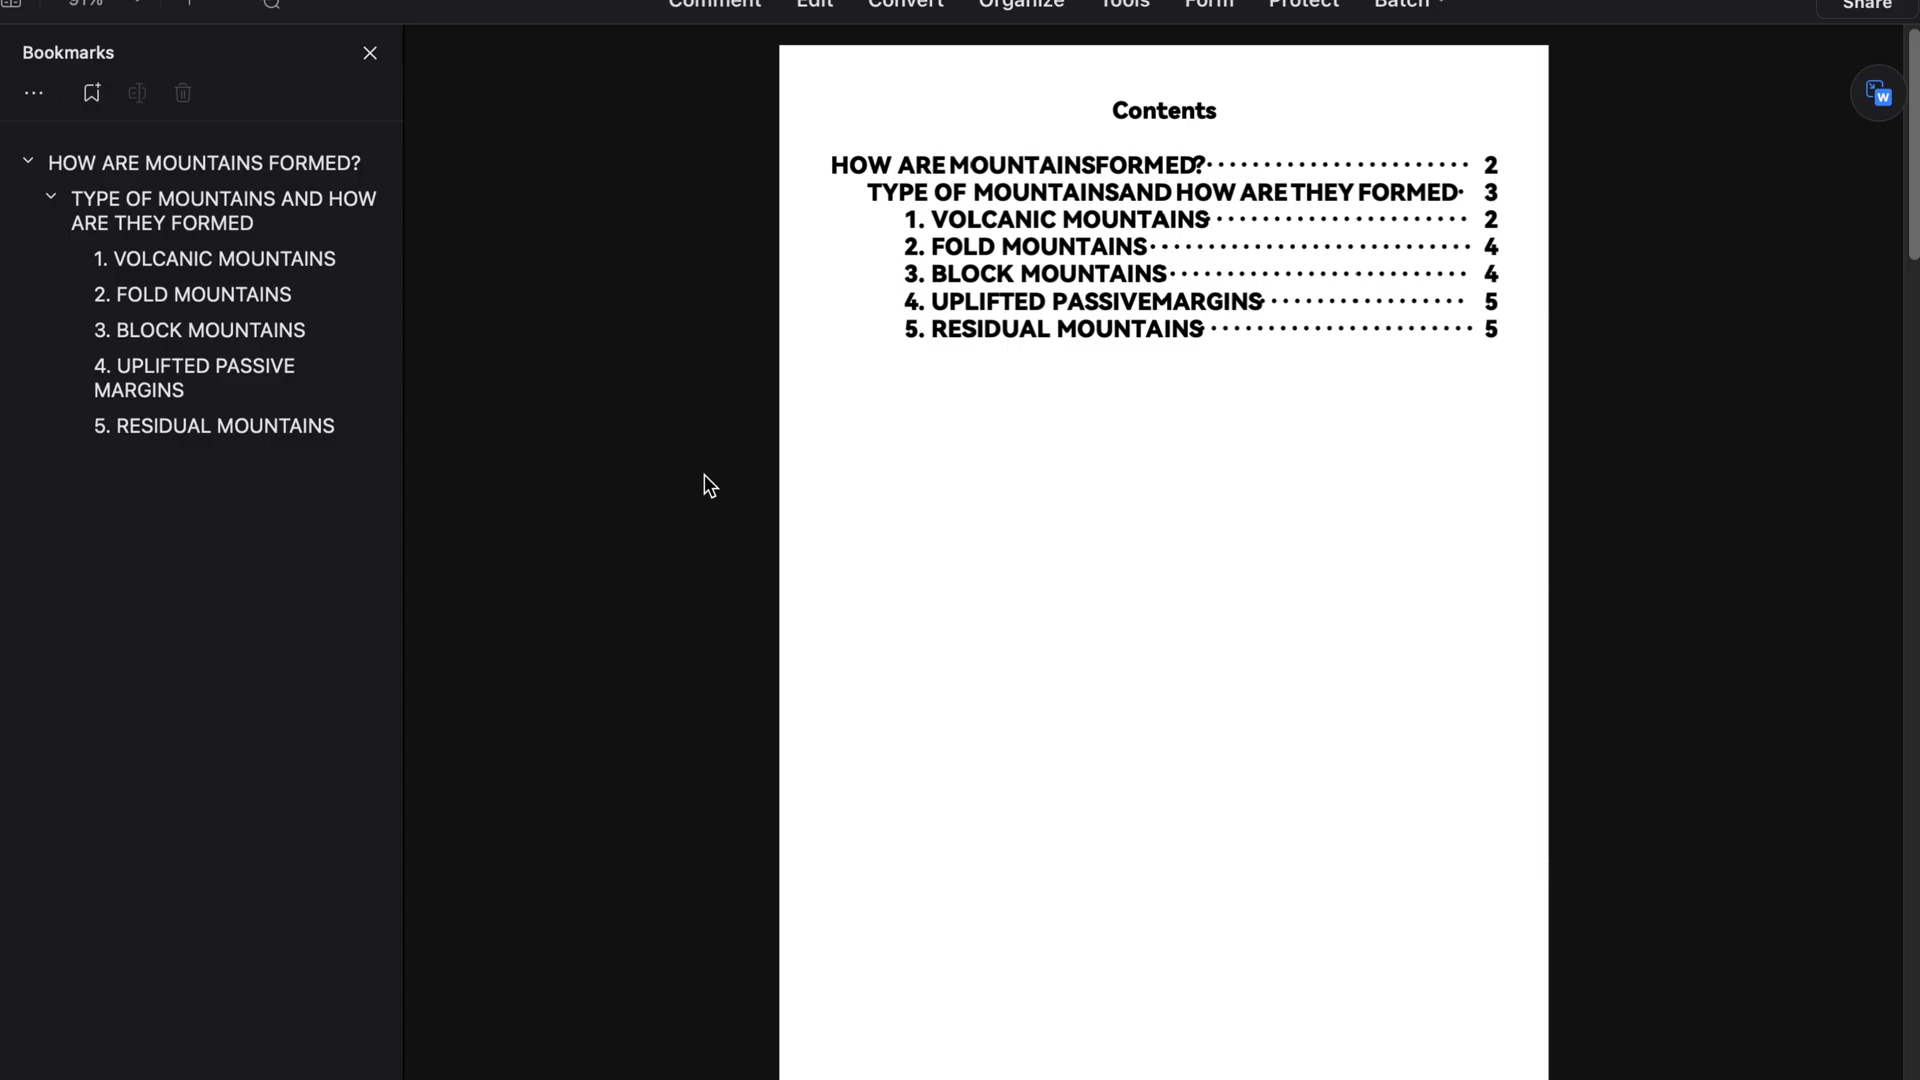 91%
Comment Edit Convert Organize Tools Form Protect Batch
Share
Bookmarks
HOW ARE MOUNTAINS FORMED?
TYPE OF MOUNTAINS AND HOW
ARE THEY FORMED
1. VOLCANIC MOUNTAINS
2. FOLD MOUNTAINS
3. BLOCK MOUNTAINS
4. UPLIFTED PASSIVE
MARGINS
5. RESIDUAL MOUNTAINS
Contents
HOW ARE MOUNTAINSFORMED? 2
TYPE OF MOUNTAINSAND HOW ARE THEY FORMED 3
1. VOLCANIC MOUNTAINS 2
2. FOLD MOUNTAINS 4
3. BLOCK MOUNTAINS 4
4. UPLIFTED PASSIVEMARGINS 5
5. RESIDUAL MOUNTAINS 5
W